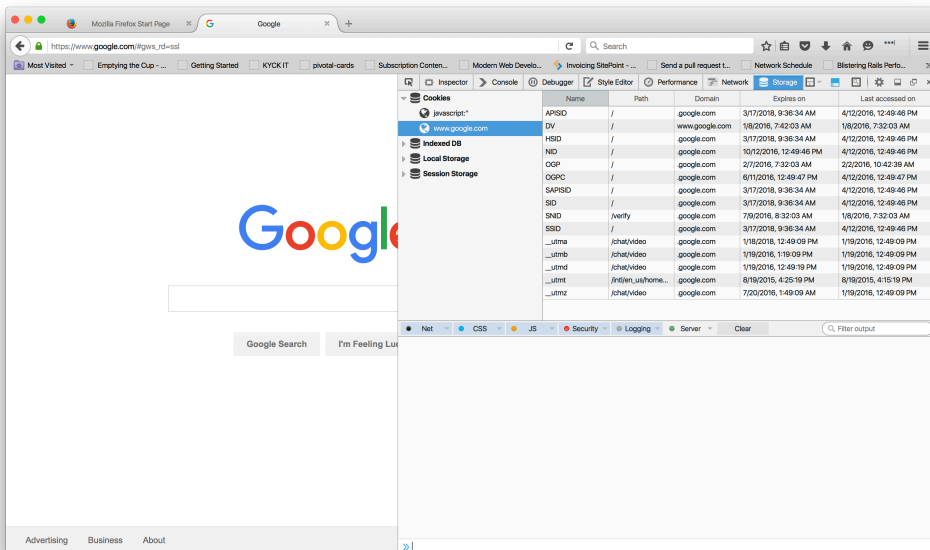 Mozilla Firefox Start Page × Google × +
https://www.google.com/#gws_rd=ssl Search
Most Visited Emptying the Cup - ... Getting Started KYCK IT pivotal-cards Subscription Conten... Modern Web Develo... Invoicing SitePoint - ... Send a pull request t... Network Schedule Blistering Rails Perfo...
Inspector Console Debugger Style Editor Performance Network Storage
Cookies
javascript:"
www.google.com
Indexed DB
Local Storage
Session Storage
Name Path Domain Expires on Last accessed on
APISID / .google.com 3/17/2018, 9:36:34 AM 4/12/2016, 12:49:46 PM
DV / www.google.com 1/8/2016, 7:42:03 AM 1/8/2016, 7:32:03 AM
HSID / .google.com 3/17/2018, 9:36:34 AM 4/12/2016, 12:49:46 PM
NID / .google.com 10/12/2016, 12:49:46 PM 4/12/2016, 12:49:46 PM
OGP / .google.com 2/7/2016, 7:32:03 AM 2/2/2016, 10:42:39 AM
OGPC / .google.com 6/11/2016, 12:49:47 PM 4/12/2016, 12:49:47 PM
SAPISID / .google.com 3/17/2018, 9:36:34 AM 4/12/2016, 12:49:46 PM
SID / .google.com 3/17/2018, 9:36:34 AM 4/12/2016, 12:49:46 PM
SNID /verify .google.com 7/9/2016, 8:32:03 AM 1/8/2016, 7:32:03 AM
SSID / .google.com 3/17/2018, 9:36:34 AM 4/12/2016, 12:49:46 PM
__utma /chat/video .google.com 1/18/2018, 12:49:09 PM 1/19/2016, 12:49:09 PM
__utmb /chat/video .google.com 1/19/2016, 1:19:09 PM 1/19/2016, 12:49:09 PM
__utmd /chat/video .google.com 1/19/2016, 12:49:19 PM 1/19/2016, 12:49:09 PM
__utmt /intl/en_us/home... .google.com 8/19/2015, 4:25:19 PM 8/19/2015, 4:15:19 PM
__utmz /chat/video .google.com 7/20/2016, 1:49:09 AM 1/19/2016, 12:49:09 PM
Google
Net CSS JS Security Logging Server Clear Filter output
Google Search I'm Feeling Luc
Advertising Business About